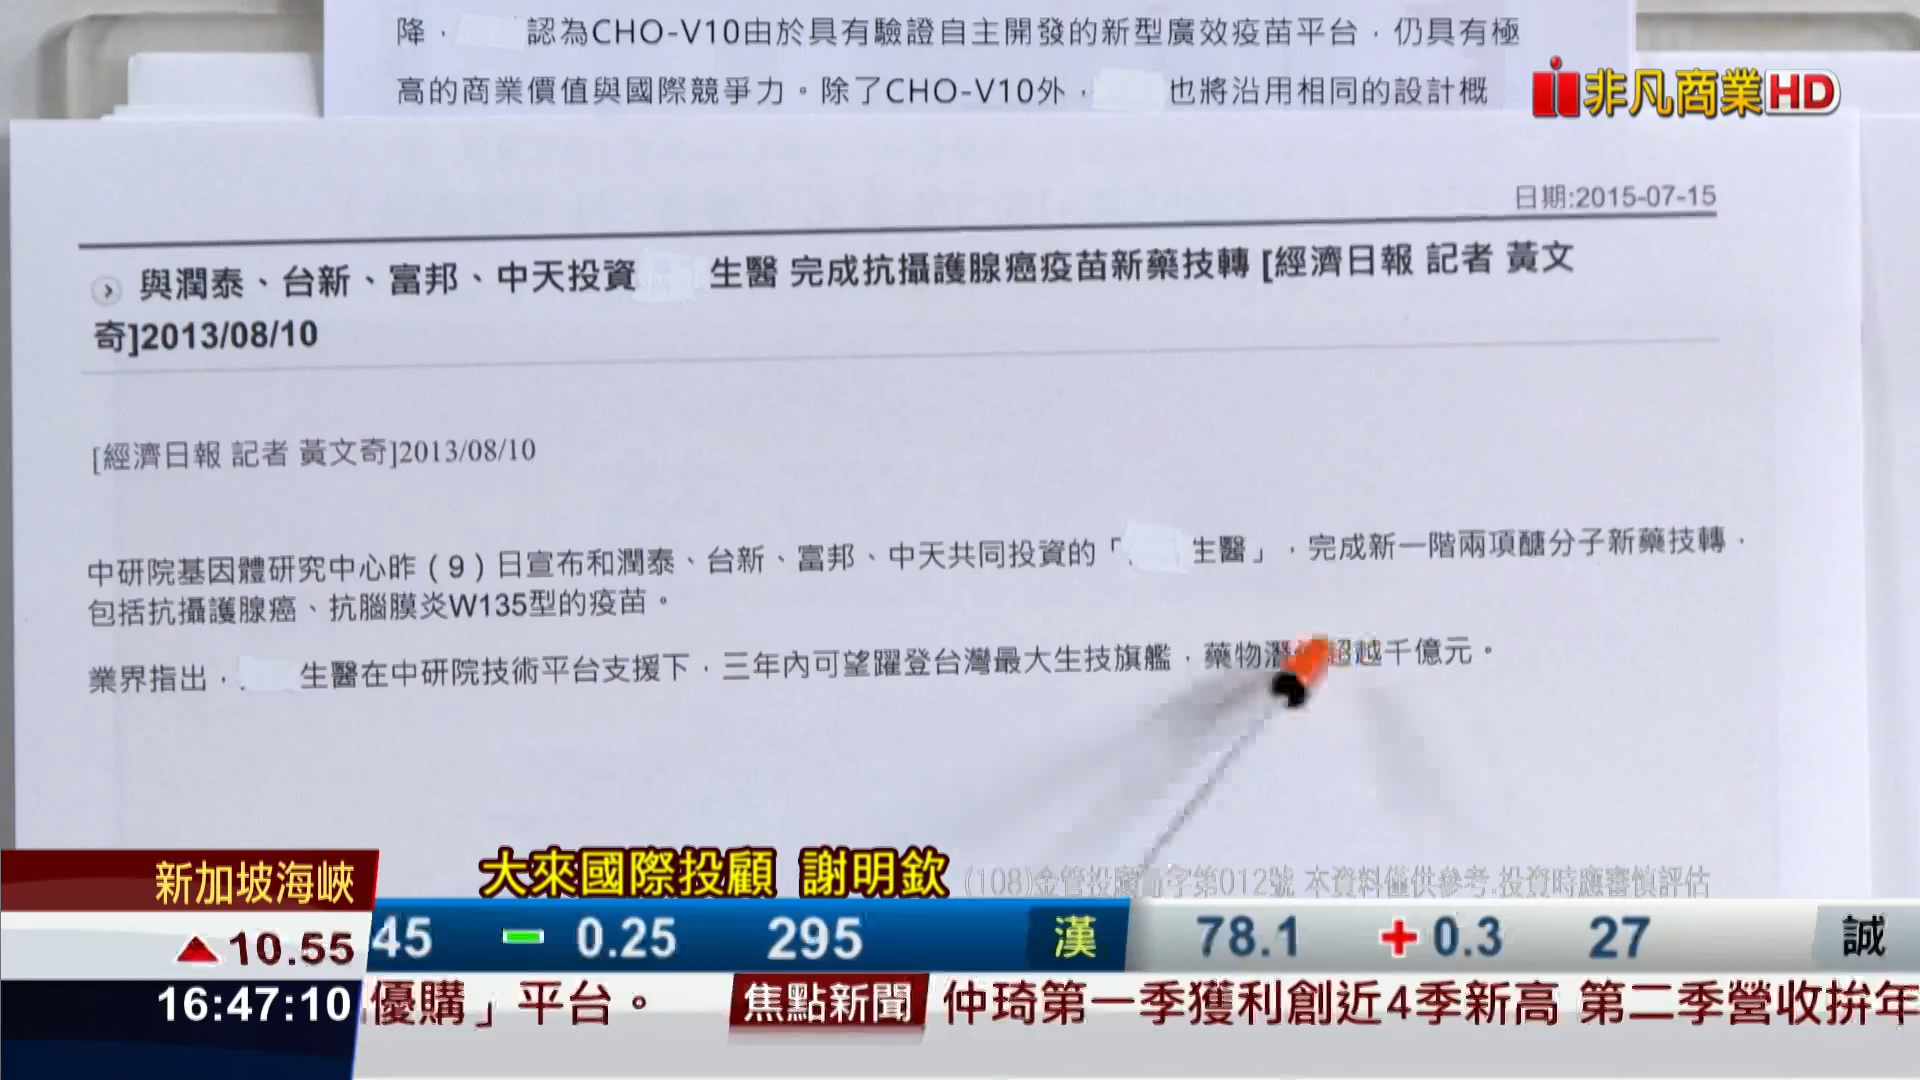 降，認為CHO-V10由於具有驗證自主開發的新型廣效疫苗平台，仍具有極
高的商業價值與國際競爭力。除了CHO-V10外，也將沿用相同的設計概
非凡商業HD
日期:2015-07-15
與潤泰、台新、富邦、中天投資 生醫 完成抗攝護腺癌疫苗新藥技轉 [經濟日報 記者 黃文
奇]2013/08/10
[經濟日報 記者 黃文奇]2013/08/10
中研院基因體研究中心昨（9）日宣布和潤泰、台新、富邦、中天共同投資的「 生醫」，完成新一階兩項醣分子新藥技轉，
包括抗攝護腺癌、抗腦膜炎W135型的疫苗。
業界指出， 生醫在中研院技術平台支援下，三年內可望躍登台灣最大生技旗艦，藥物 超越千億元。
大來國際投顧 謝明欽
(108)金管投顧新字第012號 本資料僅供參考.投資時應審慎評估
新加坡海峽
▲10.55
45 － 0.25 295 漢 78.1 + 0.3 27 誠
16:47:10
優購」平台。 焦點新聞 仲琦第一季獲利創近4季新高 第二季營收拚年